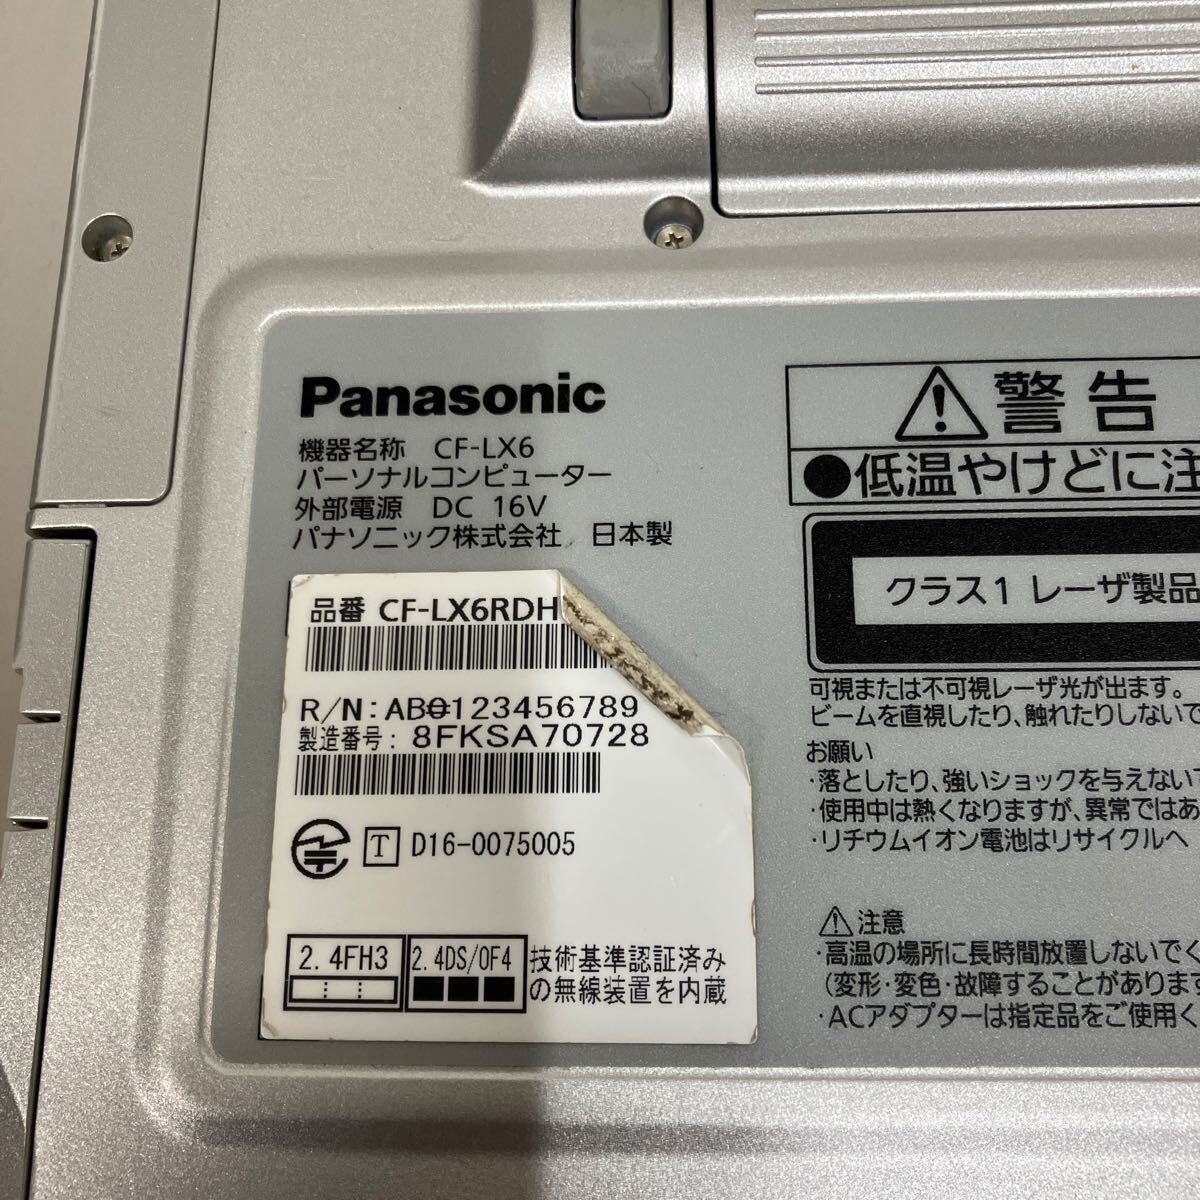 Panasonic
機器名称 CF-LX6
パーソナルコンピューター
外部電源 DC 16V
パナソニック株式会社 日本製
品番 CF-LX6RDH
R/N: AB0123456789
製造番号: 8FKSA70728
T D16-0075005
2.4FH3
2.4DS/OF4
技術基準認証済み
の無線装置を内蔵
警告
●低温やけどに注
クラス1 レーザ製品
可視または不可視レーザ光が出ます。
ビームを直視したり、触れたりしないで
お願い
・落としたり、強いショックを与えない
・使用中は熱くなりますが、異常ではあ
・リチウムイオン電池はリサイクルへ
注意
・高温の場所に長時間放置しないでく
(変形・変色・故障することがあります
・ACアダプターは指定品をご使用く